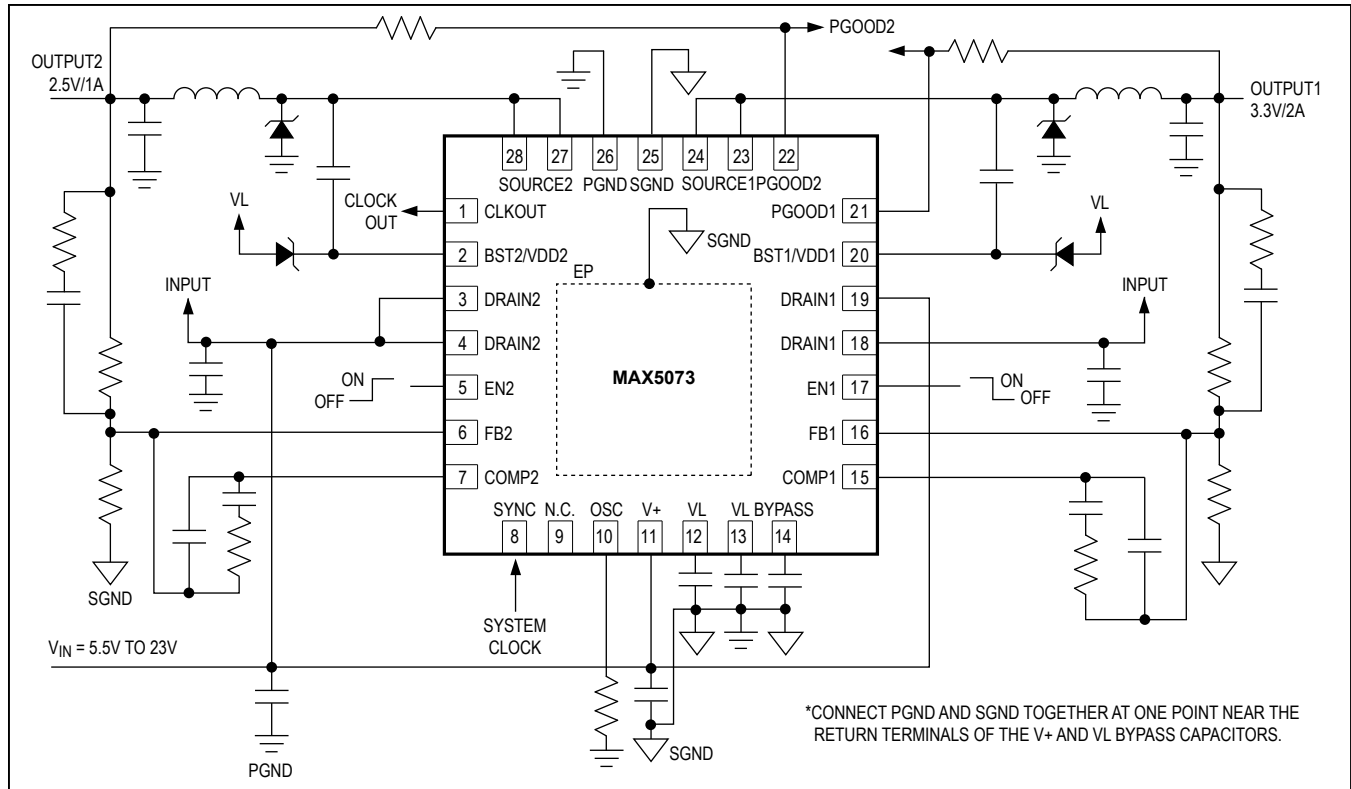 PGOOD2
OUTPUT2
2.5V/1A
OUTPUT1
3.3V/2A
28 27 26 25 24 23 22
SOURCE2 PGND SGND SOURCE1 PGOOD2
VL
CLOCK
OUT
1 CLKOUT
PGOOD1 21
SGND
VL
2 BST2/VDD2
BST1/VDD1 20
EP
INPUT
3 DRAIN2
DRAIN1 19
INPUT
4 DRAIN2
DRAIN1 18
MAX5073
ON
OFF
5 EN2
EN1 17
ON
OFF
6 FB2
FB1 16
7 COMP2
COMP1 15
SYNC N.C. OSC V+ VL VL BYPASS
8 9 10 11 12 13 14
SGND
SYSTEM
CLOCK
VIN = 5.5V TO 23V
SGND
PGND
*CONNECT PGND AND SGND TOGETHER AT ONE POINT NEAR THE
RETURN TERMINALS OF THE V+ AND VL BYPASS CAPACITORS.